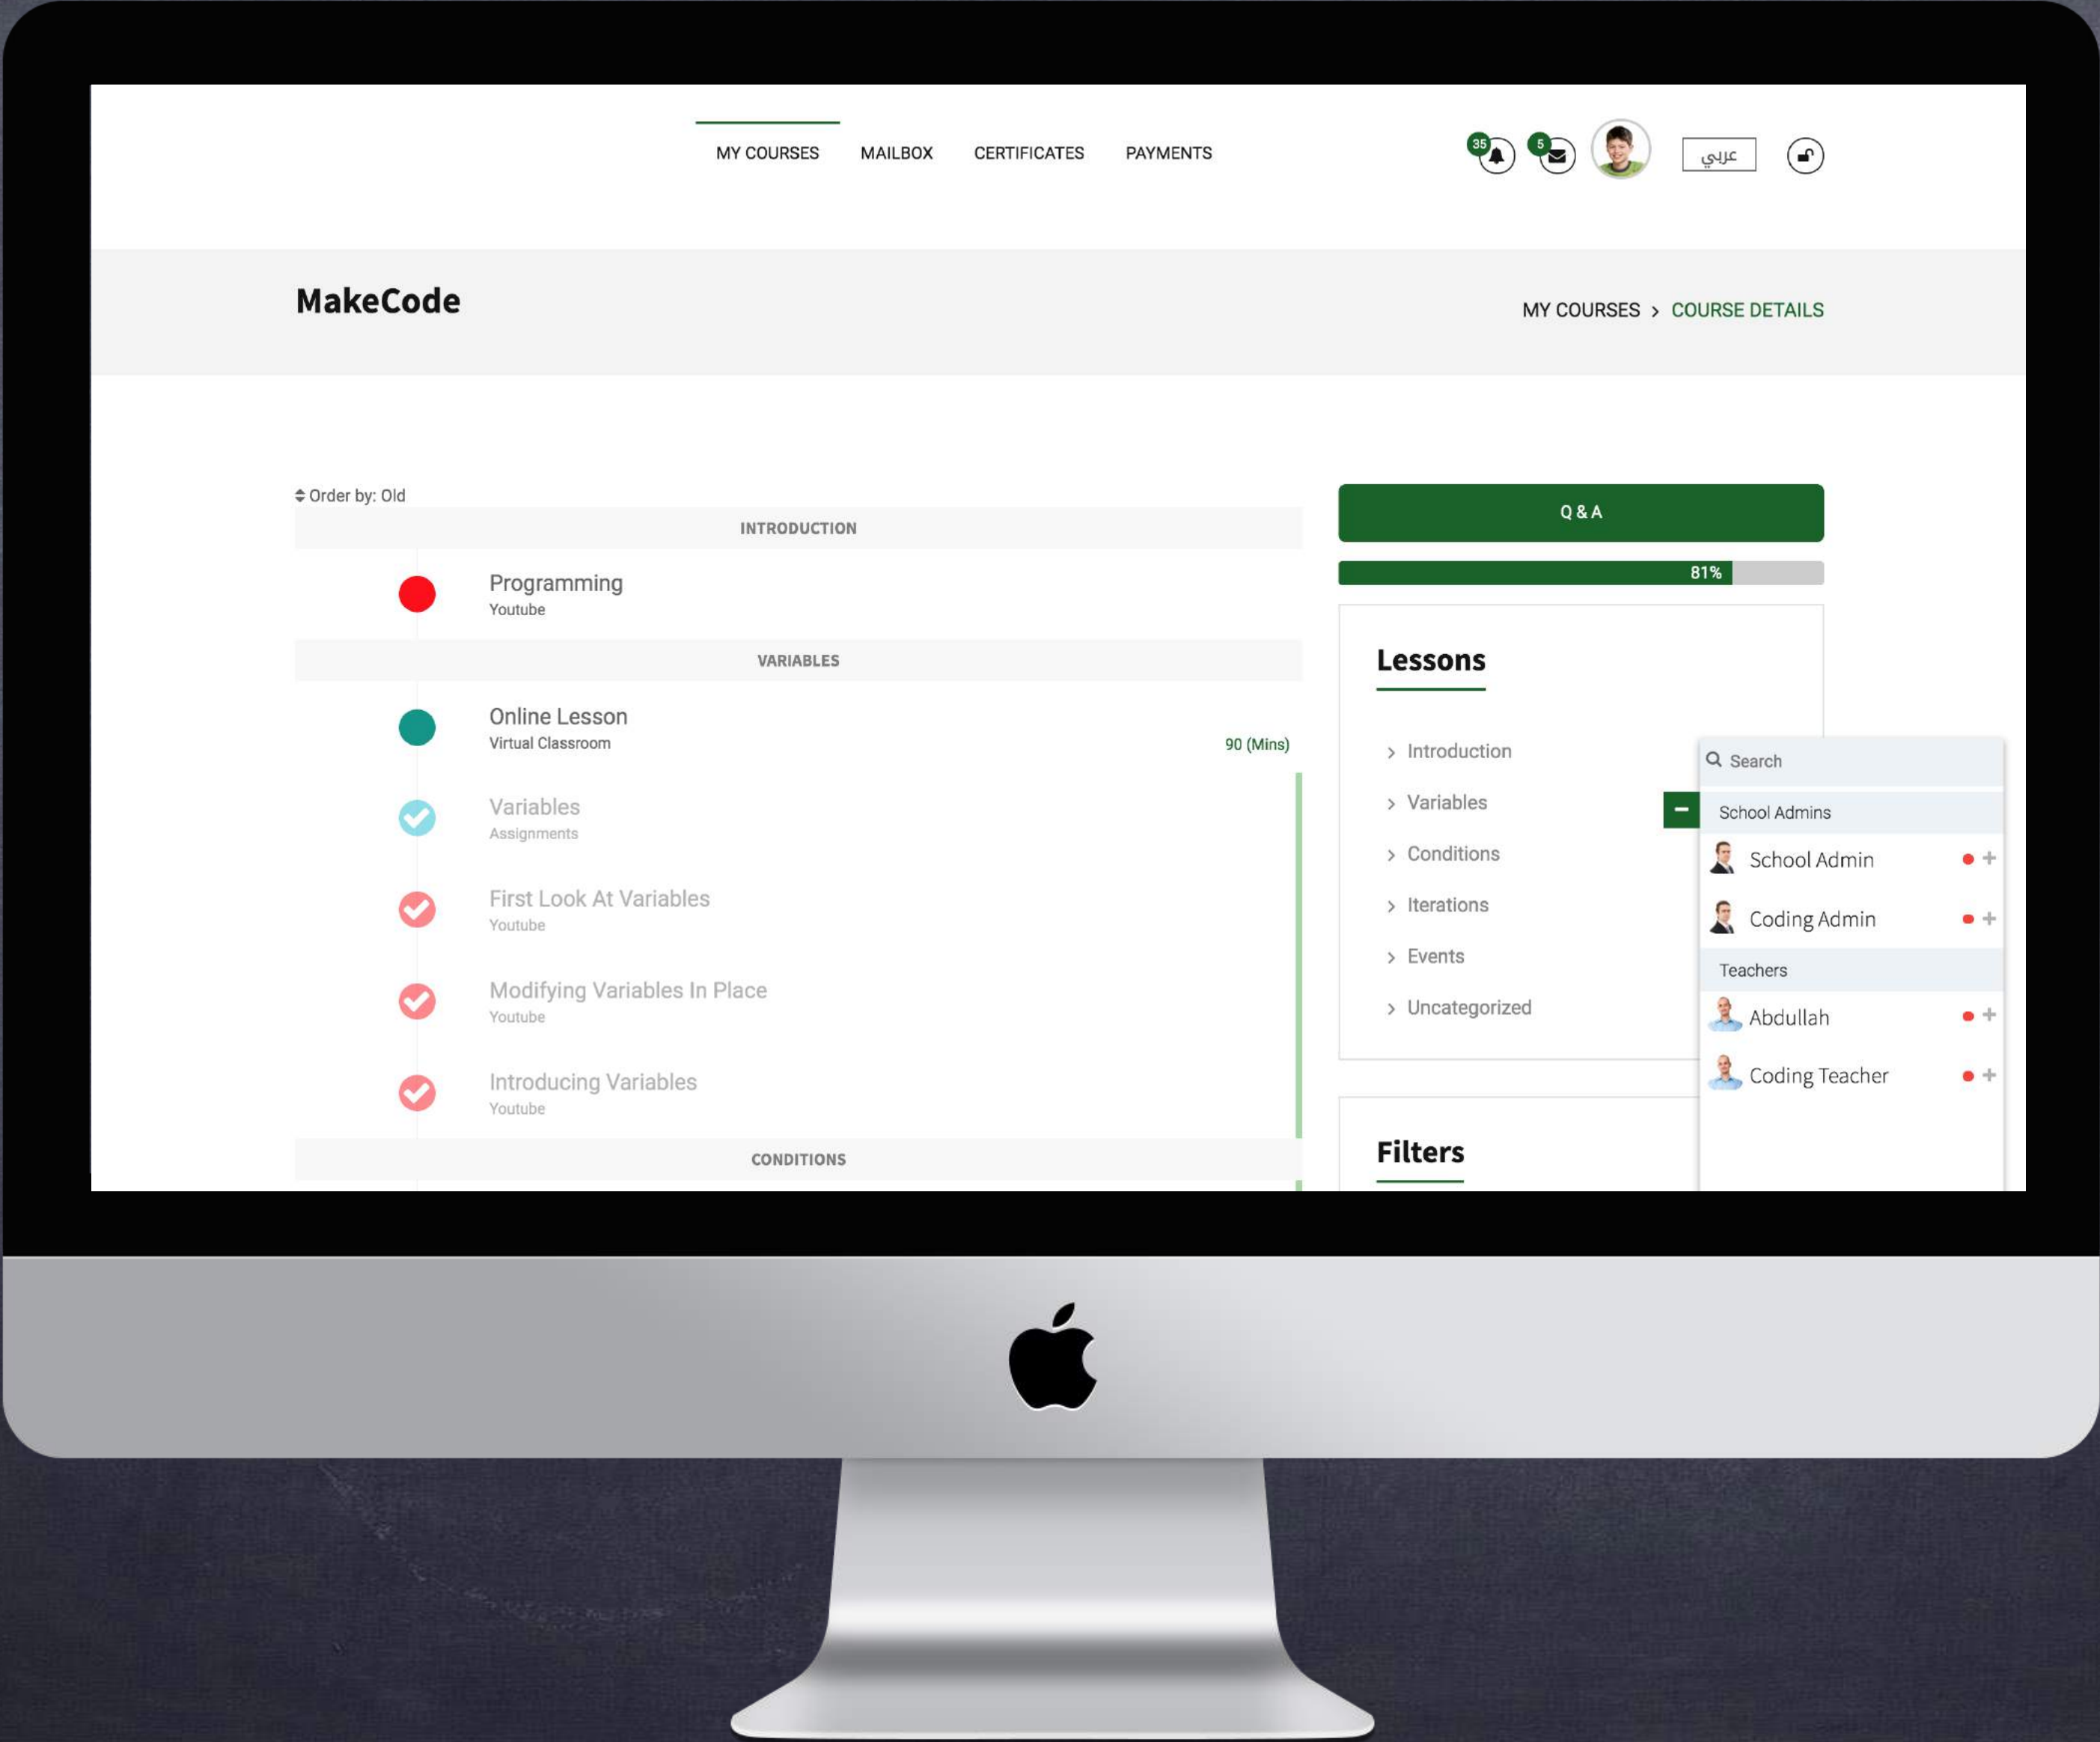 MY COURSES
MAILBOX
CERTIFICATES
PAYMENTS
35
5
عربي
MakeCode
MY COURSES > COURSE DETAILS
Order by: Old
INTRODUCTION
Programming
Youtube
VARIABLES
Online Lesson
Virtual Classroom
90 (Mins)
Variables
Assignments
First Look At Variables
Youtube
Modifying Variables In Place
Youtube
Introducing Variables
Youtube
CONDITIONS
Q & A
81%
Lessons
> Introduction
> Variables
> Conditions
> Iterations
> Events
> Uncategorized
Filters
Search
School Admins
School Admin
Coding Admin
Teachers
Abdullah
Coding Teacher